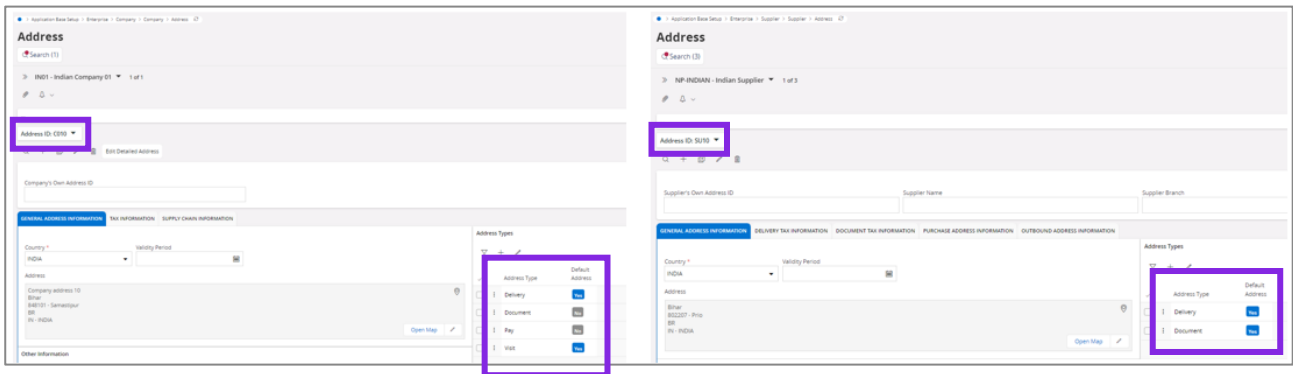 Application Base Setup > Enterprise > Company > Company > Address
Address
Search (1)
IN01 - Indian Company 01 1 of 1
Address ID: C010
Edit Detailed Address
Company's Own Address ID
GENERAL ADDRESS INFORMATION TAX INFORMATION SUPPLY CHAIN INFORMATION
Country * Validity Period
INDIA
Address
Company address 10
Bihar
848101 - Samastipur
BR
IN - INDIA
Open Map
Other Information
Address Types
Address Type Default Address
Delivery Yes
Document No
Pay No
Visit Yes
Application Base Setup > Enterprise > Supplier > Supplier > Address
Address
Search (3)
NP-INDIAN - Indian Supplier 1 of 3
Address ID: SU10
Supplier's Own Address ID Supplier Name Supplier Branch
GENERAL ADDRESS INFORMATION DELIVERY TAX INFORMATION DOCUMENT TAX INFORMATION PURCHASE ADDRESS INFORMATION OUTBOUND ADDRESS INFORMATION
Country * Validity Period
INDIA
Address
Bihar
802207 - Piro
BR
IN - INDIA
Open Map
Address Types
Address Type Default Address
Delivery Yes
Document Yes